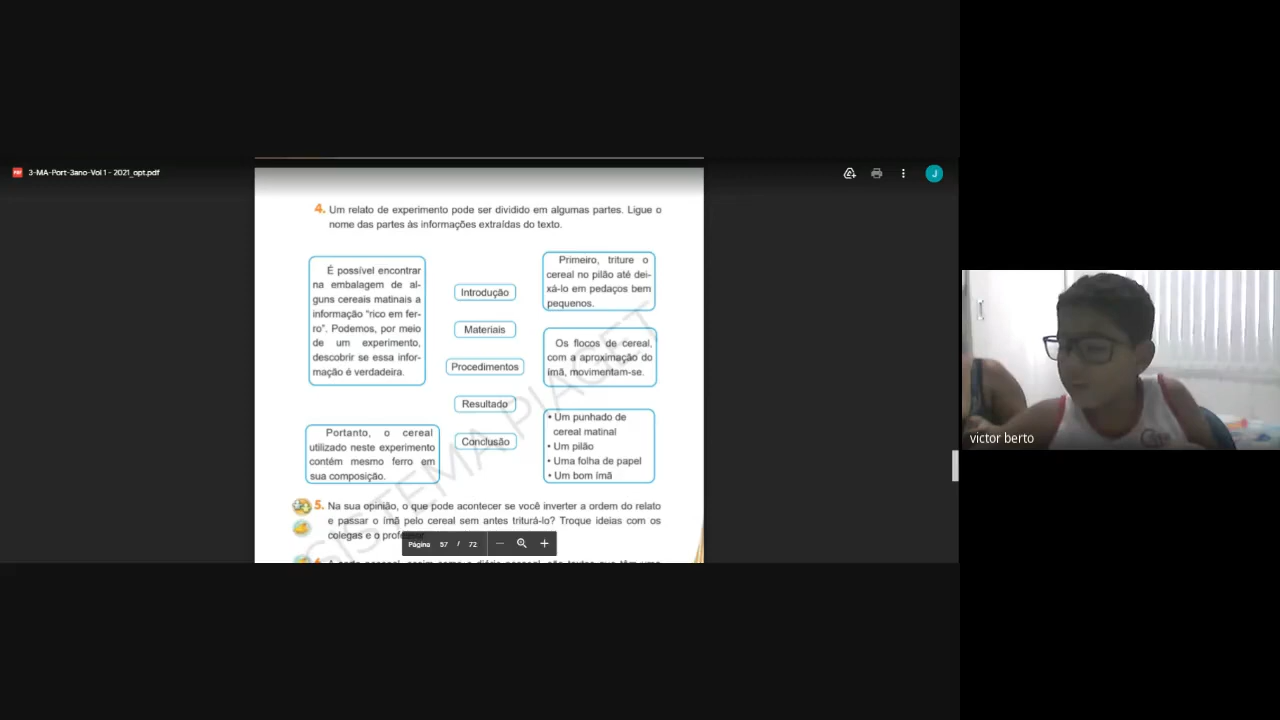 3-MA-Port-3ano-Vol 1 - 2021_opt.pdf
J
4. Um relato de experimento pode ser dividido em algumas partes. Ligue o
nome das partes às informações extraídas do texto.
É possível encontrar
na embalagem de al-
guns cereais matinais a
informação “rico em fer-
ro”. Podemos, por meio
de um experimento,
descobrir se essa infor-
mação é verdadeira.
Portanto, o cereal
utilizado neste experimento
contém mesmo ferro em
sua composição.
Introdução
Materiais
Procedimentos
Resultado
Conclusão
Primeiro, triture o
cereal no pilão até dei-
xá-lo em pedaços bem
pequenos.
Os flocos de cereal,
com a aproximação do
ímã, movimentam-se.
• Um punhado de
cereal matinal
• Um pilão
• Uma folha de papel
• Um bom ímã
SISTEMA PIAGET
5. Na sua opinião, o que pode acontecer se você inverter a ordem do relato
e passar o ímã pelo cereal sem antes triturá-lo? Troque ideias com os
colegas e o
Página 57 / 72
victor berto